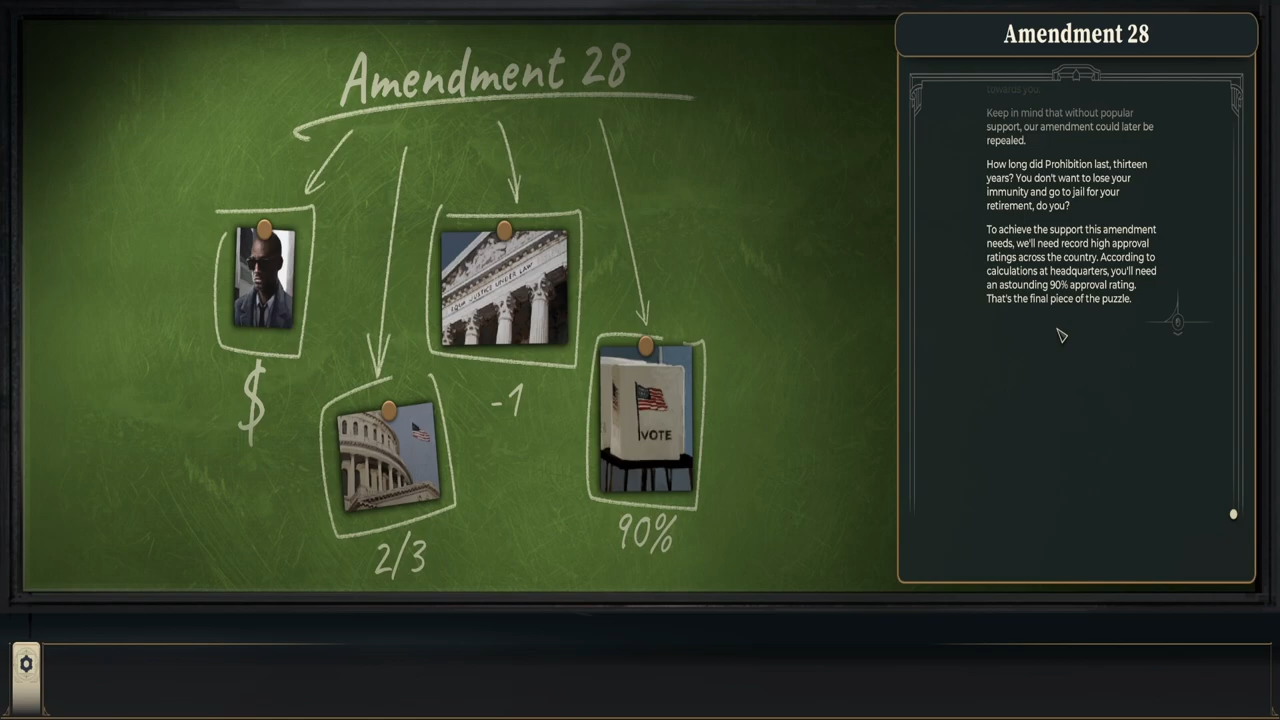 Amendment 28
$
2/3
EQUAL JUSTICE UNDER LAW
-1
VOTE
90%
Amendment 28
towards you.
Keep in mind that without popular
support, our amendment could later be
repealed.
How long did Prohibition last, thirteen
years? You don't want to lose your
immunity and go to jail for your
retirement, do you?
To achieve the support this amendment
needs, we'll need record high approval
ratings across the country. According to
calculations at headquarters, you'll need
an astounding 90% approval rating.
That's the final piece of the puzzle.